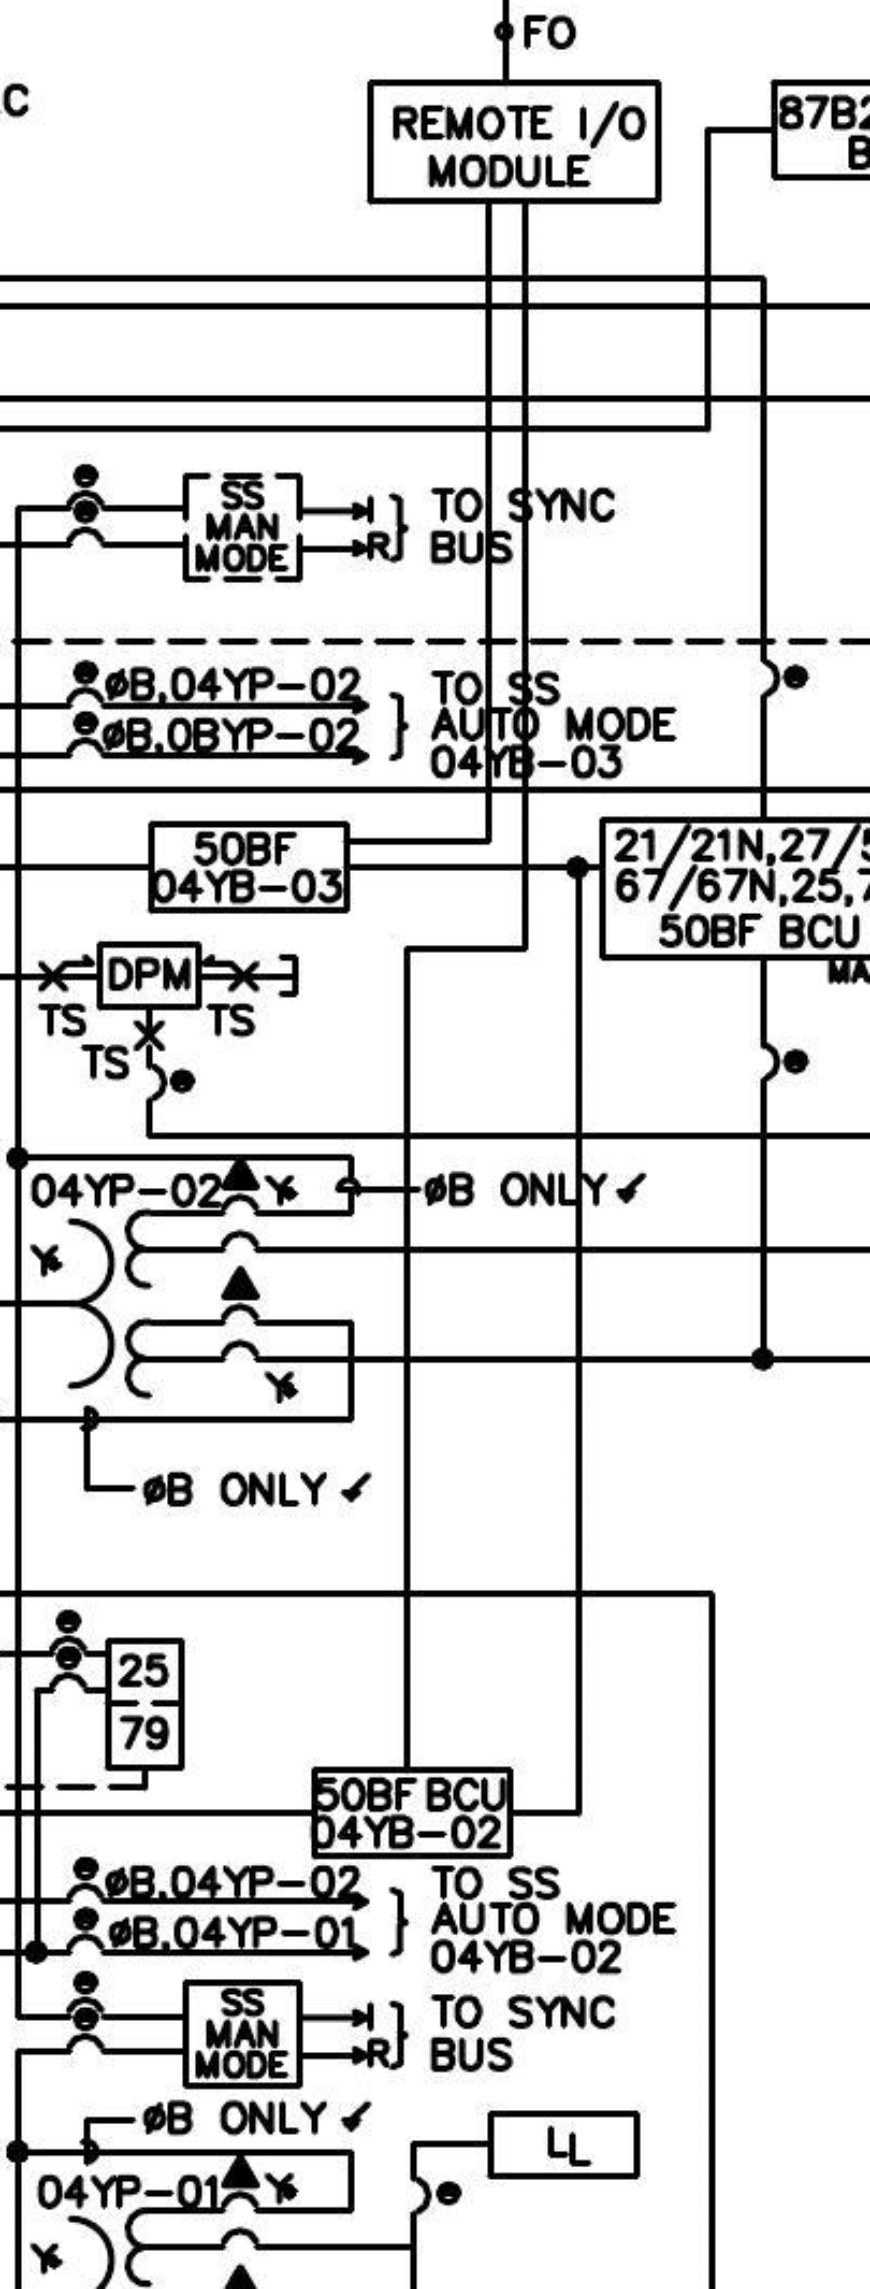 FO
C
REMOTE I/O
MODULE
87B2
B
SS
MAN
MODE
I
R
TO SYNC
BUS
ØB,04YP-02
ØB,0BYP-02
TO SS
AUTO MODE
04YB-03
50BF
04YB-03
21/21N,27/5
67/67N,25,7
50BF BCU
MA
DPM
TS
TS
TS
04YP-02
ØB ONLY
ØB ONLY
25
79
50BF BCU
04YB-02
ØB,04YP-02
ØB,04YP-01
TO SS
AUTO MODE
04YB-02
SS
MAN
MODE
I
R
TO SYNC
BUS
ØB ONLY
LL
04YP-01